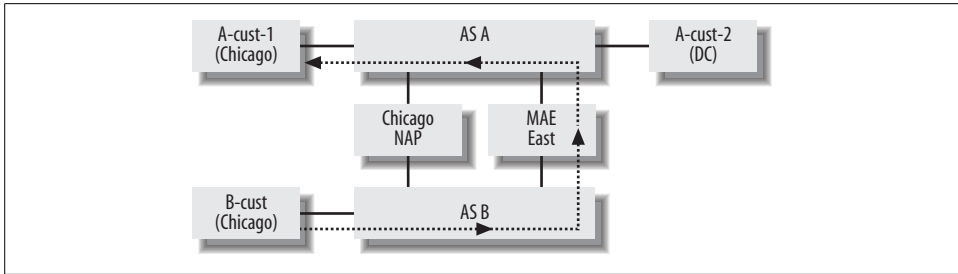 A-cust-1
(Chicago)
AS A
A-cust-2
(DC)
Chicago
NAP
MAE
East
B-cust
(Chicago)
AS B